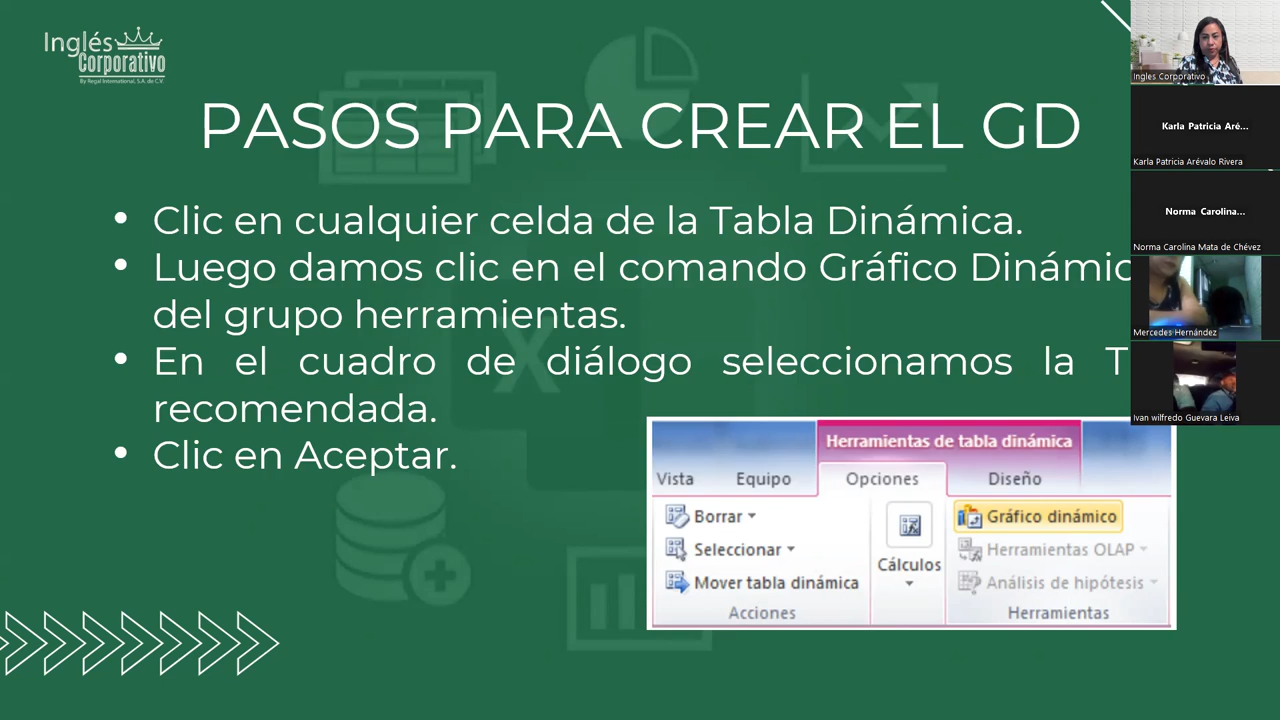 Inglés
Corporativo
By Regal International, S.A. de C.V.
PASOS PARA CREAR EL GD
• Clic en cualquier celda de la Tabla Dinámica.
• Luego damos clic en el comando Gráfico Dinámic
del grupo herramientas.
• En el cuadro de diálogo seleccionamos la T
recomendada.
• Clic en Aceptar.
Herramientas de tabla dinámica
Vista Equipo Opciones Diseño
Borrar
Seleccionar
Mover tabla dinámica
Acciones
Cálculos
Gráfico dinámico
Herramientas OLAP
Análisis de hipótesis
Herramientas
Ingles Corporativo
Karla Patricia Aré...
Karla Patricia Arévalo Rivera
Norma Carolina...
Norma Carolina Mata de Chévez
Mercedes Hernández
Ivan wilfredo Guevara Leiva